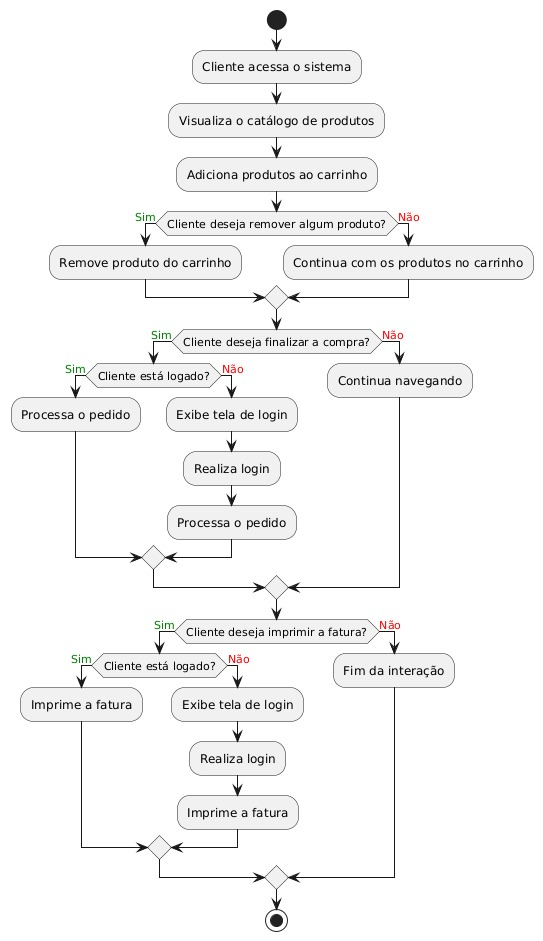 Cliente acessa o sistema
Visualiza o catálogo de produtos
Adiciona produtos ao carrinho
Sim
Cliente deseja remover algum produto?
Não
Remove produto do carrinho
Continua com os produtos no carrinho
Sim
Cliente deseja finalizar a compra?
Não
Sim
Cliente está logado?
Não
Continua navegando
Processa o pedido
Exibe tela de login
Realiza login
Processa o pedido
Sim
Cliente deseja imprimir a fatura?
Não
Sim
Cliente está logado?
Não
Fim da interação
Imprime a fatura
Exibe tela de login
Realiza login
Imprime a fatura